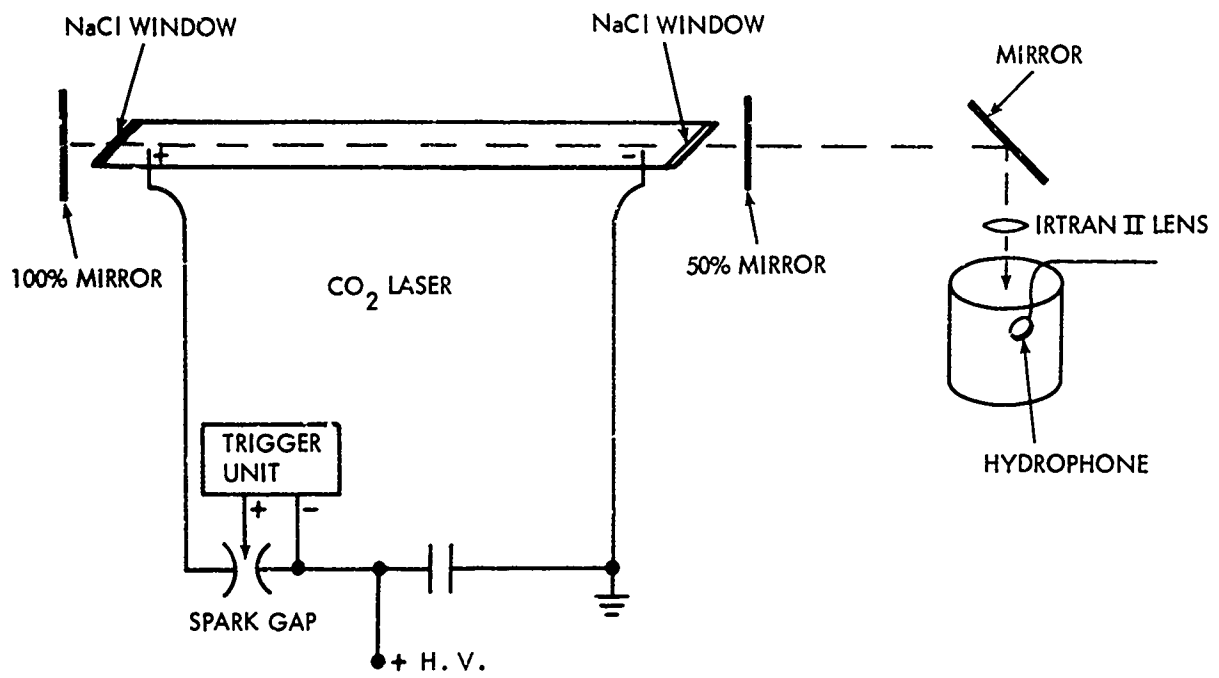 NaCl WINDOW
NaCl WINDOW
MIRROR
+
-
IRTRAN II LENS
100% MIRROR
50% MIRROR
CO2 LASER
TRIGGER
UNIT
HYDROPHONE
+ -
SPARK GAP
+ H. V.